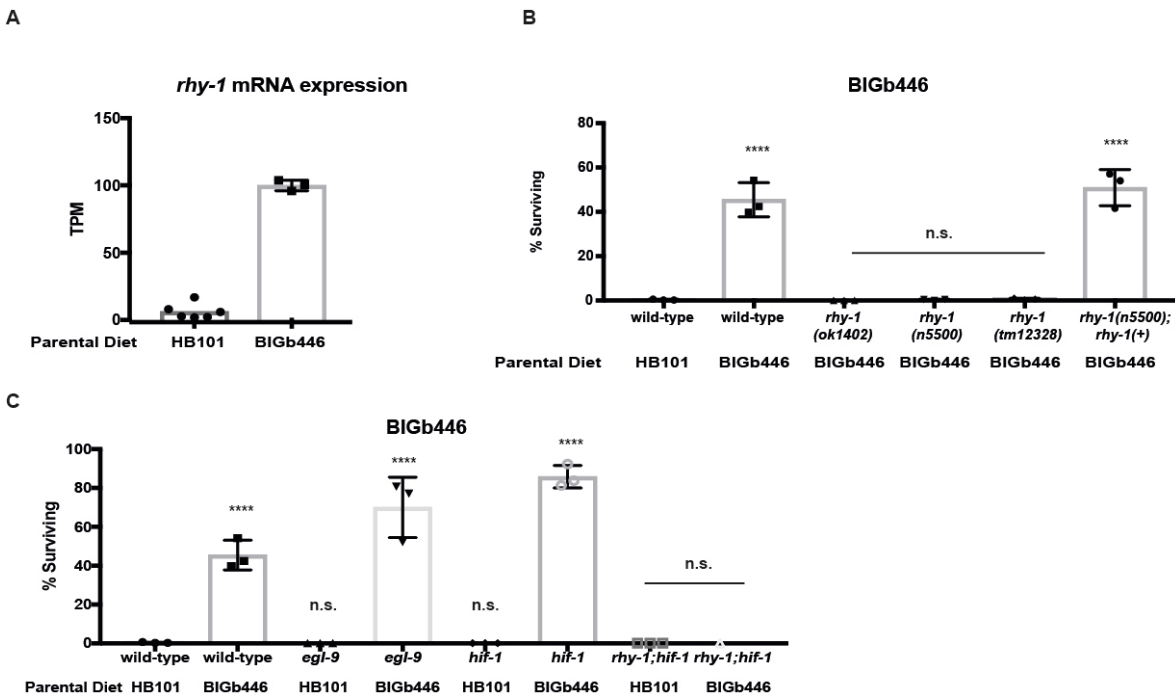 A
rhy-1 mRNA expression
150
100
50
0
TPM
Parental Diet HB101 BIGb446
B
BIGb446
80
60
40
20
0
% Surviving
**** ****
n.s.
wild-type wild-type rhy-1 rhy-1 rhy-1 rhy-1(n5500);
(ok1402) (n5500) (tm12328) rhy-1(+)
Parental Diet HB101 BIGb446 BIGb446 BIGb446 BIGb446 BIGb446
C
BIGb446
100
80
60
40
20
0
% Surviving
**** n.s. **** n.s. **** n.s.
wild-type wild-type egl-9 egl-9 hif-1 hif-1 rhy-1;hif-1 rhy-1;hif-1
Parental Diet HB101 BIGb446 HB101 BIGb446 HB101 BIGb446 HB101 BIGb446